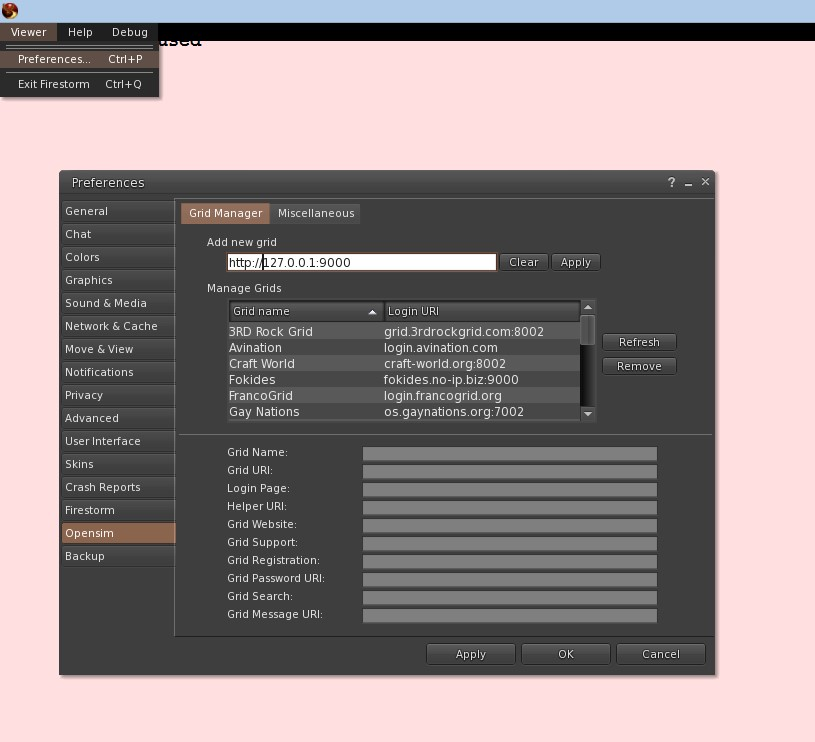 Viewer Help Debug
used
Preferences... Ctrl+P
Exit Firestorm Ctrl+Q
Preferences ?
General
Chat
Colors
Graphics
Sound & Media
Network & Cache
Move & View
Notifications
Privacy
Advanced
User Interface
Skins
Crash Reports
Firestorm
Opensim
Backup
Grid Manager Miscellaneous
Add new grid
http://127.0.0.1:9000 Clear Apply
Manage Grids
Grid name Login URI
3RD Rock Grid grid.3rdrockgrid.com:8002
Avination login.avination.com
Craft World craft-world.org:8002
Fokides fokides.no-ip.biz:9000
FrancoGrid login.francogrid.org
Gay Nations os.gaynations.org:7002
Refresh
Remove
Grid Name:
Grid URI:
Login Page:
Helper URI:
Grid Website:
Grid Support:
Grid Registration:
Grid Password URI:
Grid Search:
Grid Message URI:
Apply OK Cancel